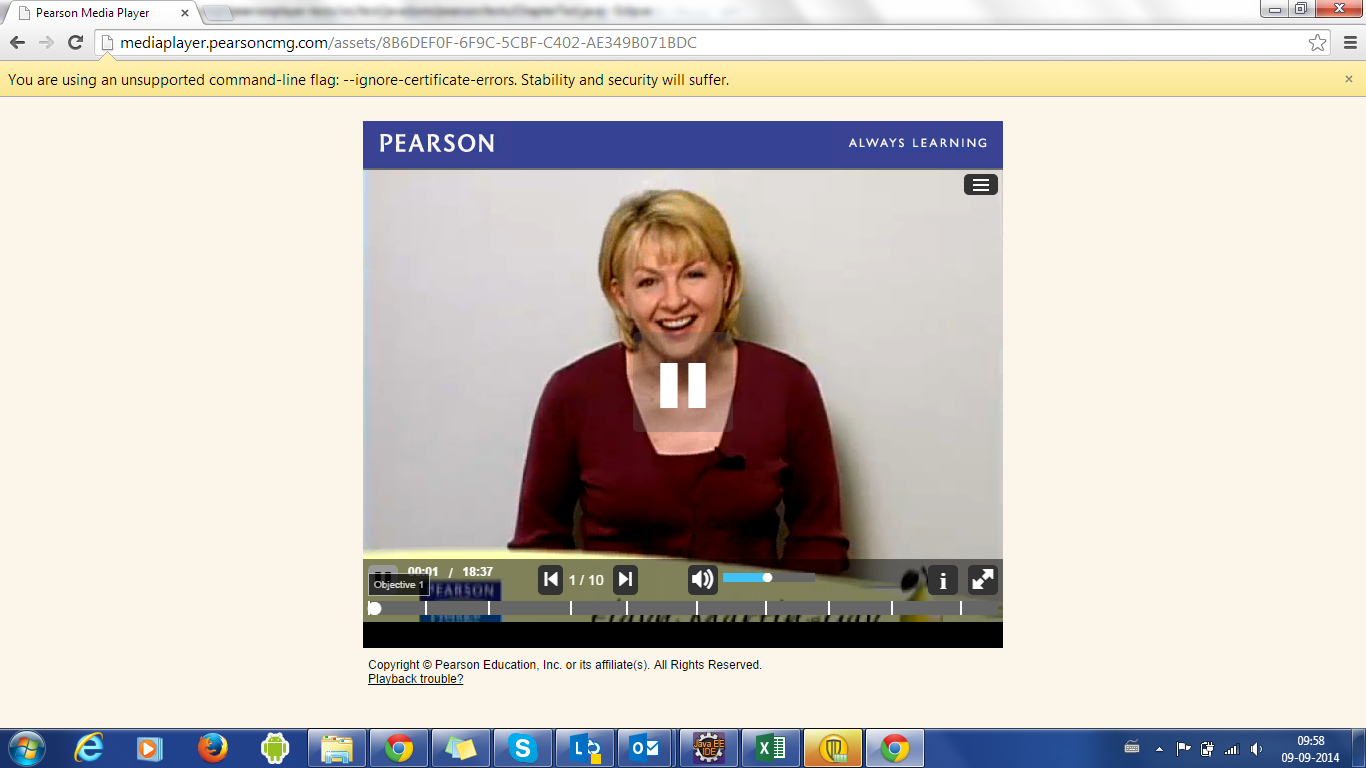 Pearson Media Player
mediaplayer.pearsoncmg.com/assets/8B6DEF0F-6F9C-5CBF-C402-AE349B071BDC
You are using an unsupported command-line flag: --ignore-certificate-errors. Stability and security will suffer.
PEARSON
ALWAYS LEARNING
00:01 / 18:37
1 / 10
Objective 1
PEARSON
Copyright © Pearson Education, Inc. or its affiliate(s). All Rights Reserved.
Playback trouble?
Java EE
IDE
09:58
09-09-2014